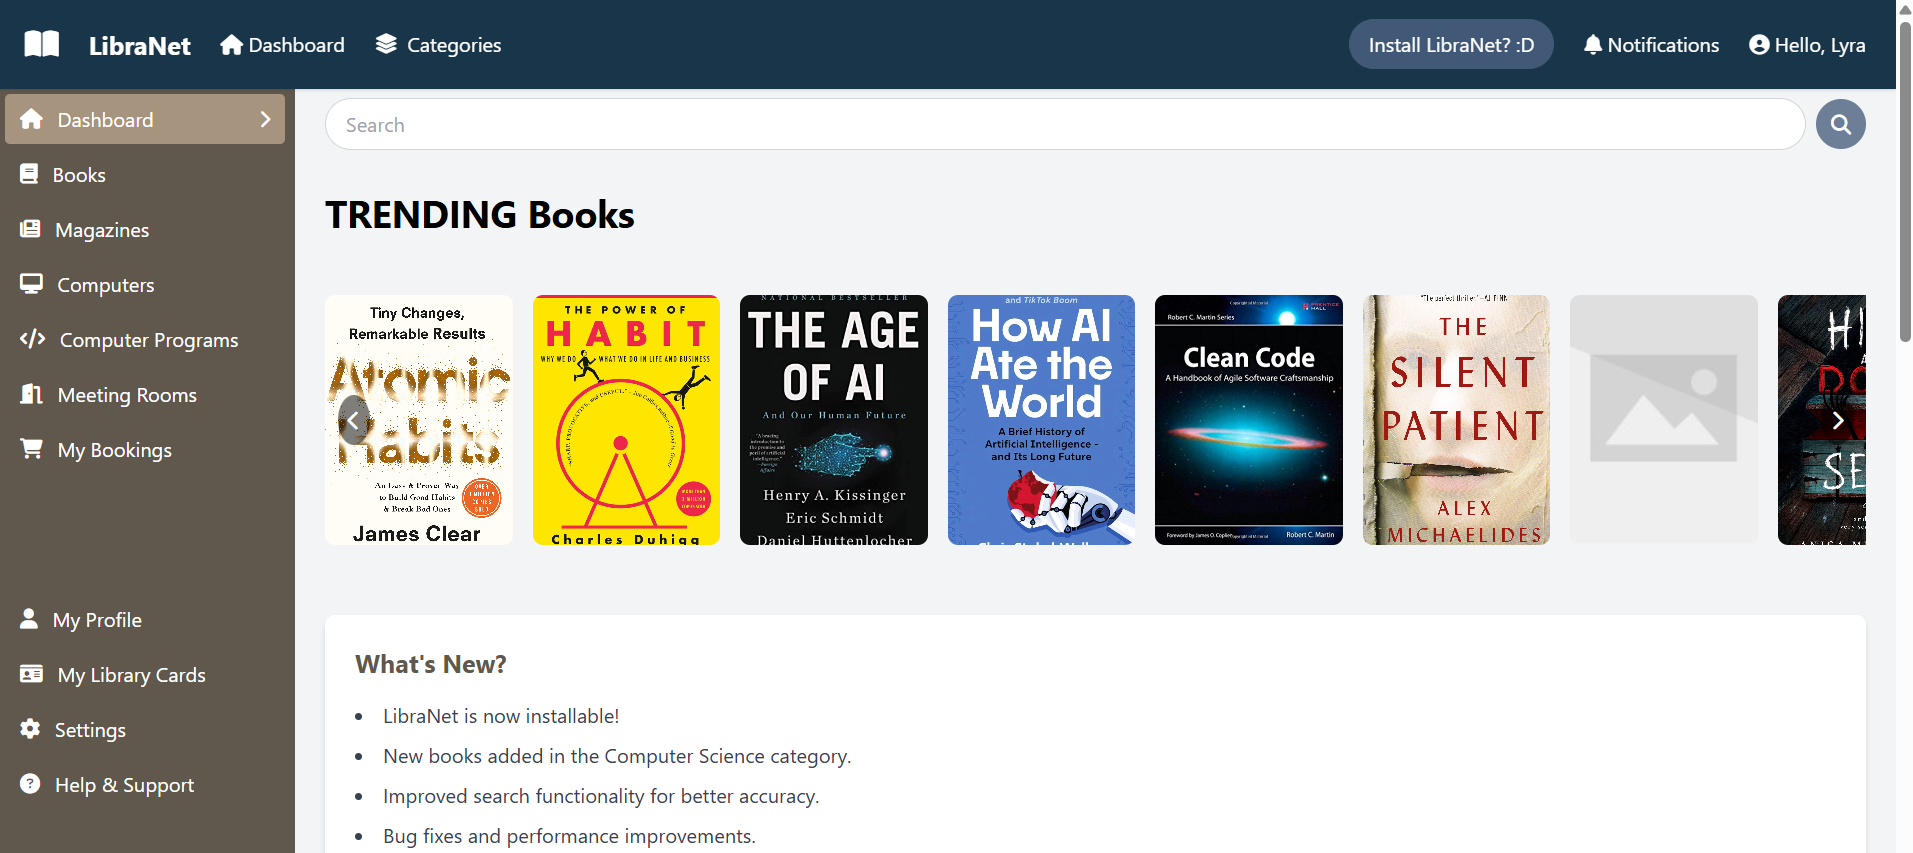 LibraNet
Dashboard
Categories
Install LibraNet? :D
Notifications
Hello, Lyra
Dashboard
Books
Magazines
Computers
Computer Programs
Meeting Rooms
My Bookings
My Profile
My Library Cards
Settings
Help & Support
Search
TRENDING Books
Tiny Changes,
Remarkable Results
Atomic
Habits
An Easy & Proven Way
to Build Good Habits
& Break Bad Ones
James Clear
THE POWER OF
HABIT
WHY WE DO WHAT WE DO IN LIFE AND BUSINESS
Charles Duhigg
NATIONAL BESTSELLER
THE AGE
OF AI
And Our Human Future
Henry A. Kissinger
Eric Schmidt
Daniel Huttenlocher
and TikTok Boom
How AI
Ate the
World
A Brief History of
Artificial Intelligence -
and Its Long Future
Robert C. Martin Series
PRENTICE
HALL
Clean Code
A Handbook of Agile Software Craftsmanship
Foreword by James O. Coplien
Robert C. Martin
THE
SILENT
PATIENT
ALEX
MICHAELIDES
What's New?
LibraNet is now installable!
New books added in the Computer Science category.
Improved search functionality for better accuracy.
Bug fixes and performance improvements.